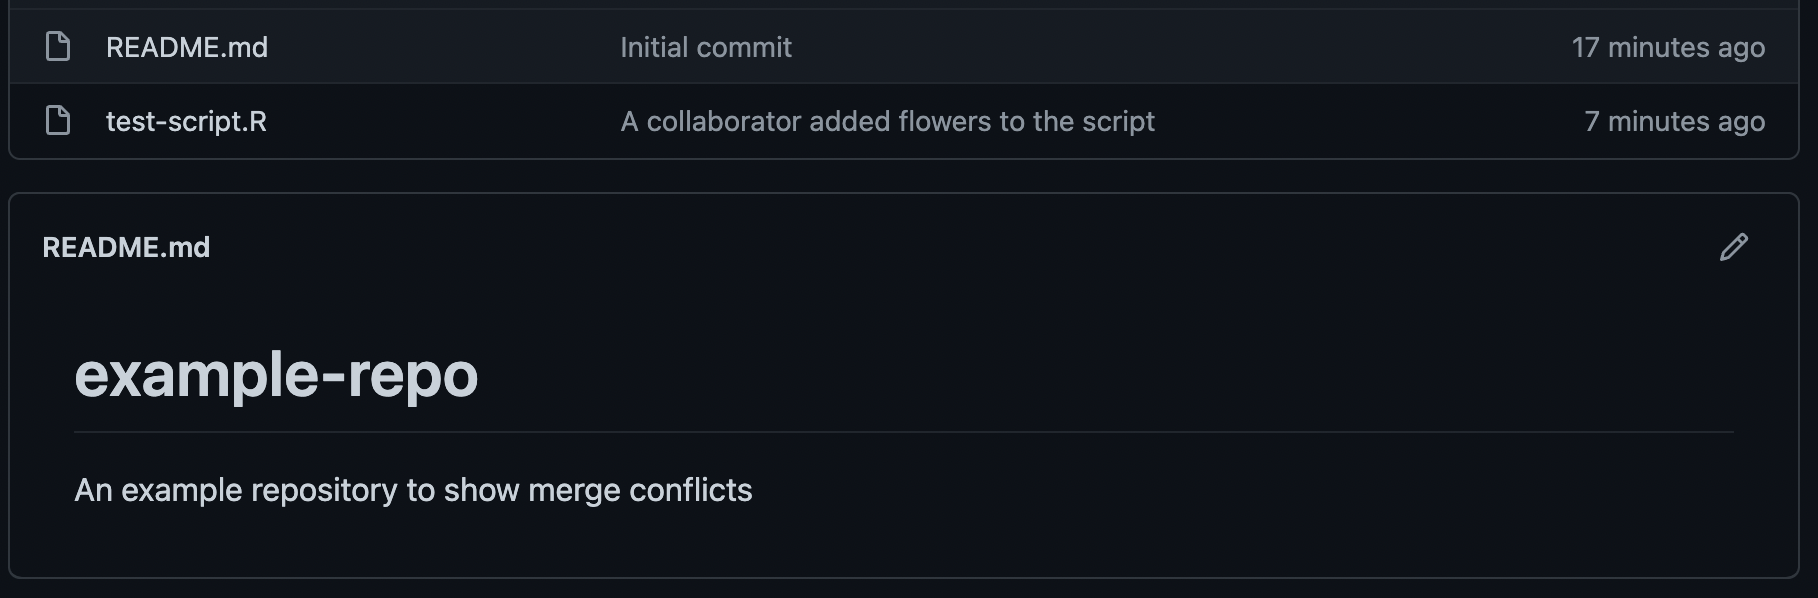 README.md Initial commit 17 minutes ago
test-script.R A collaborator added flowers to the script 7 minutes ago
README.md
example-repo
An example repository to show merge conflicts